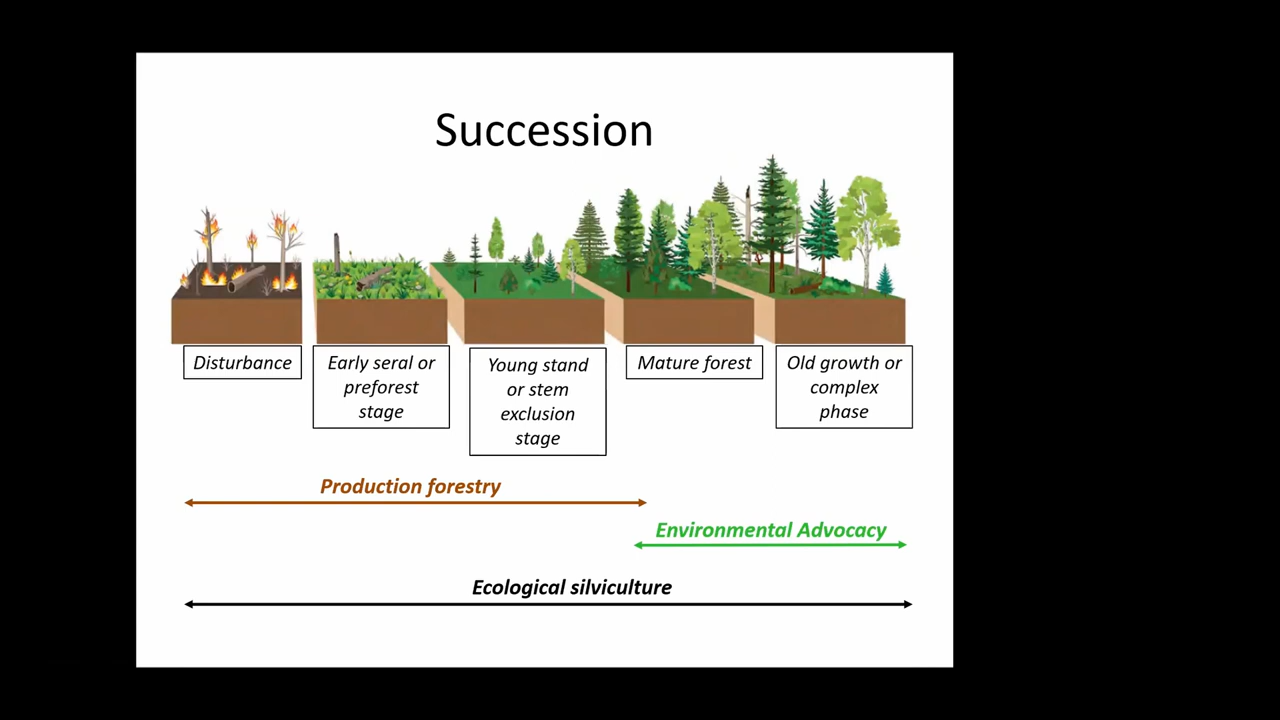 Succession
Disturbance
Early seral or
preforest
stage
Young stand
or stem
exclusion
stage
Mature forest
Old growth or
complex
phase
Production forestry
Environmental Advocacy
Ecological silviculture